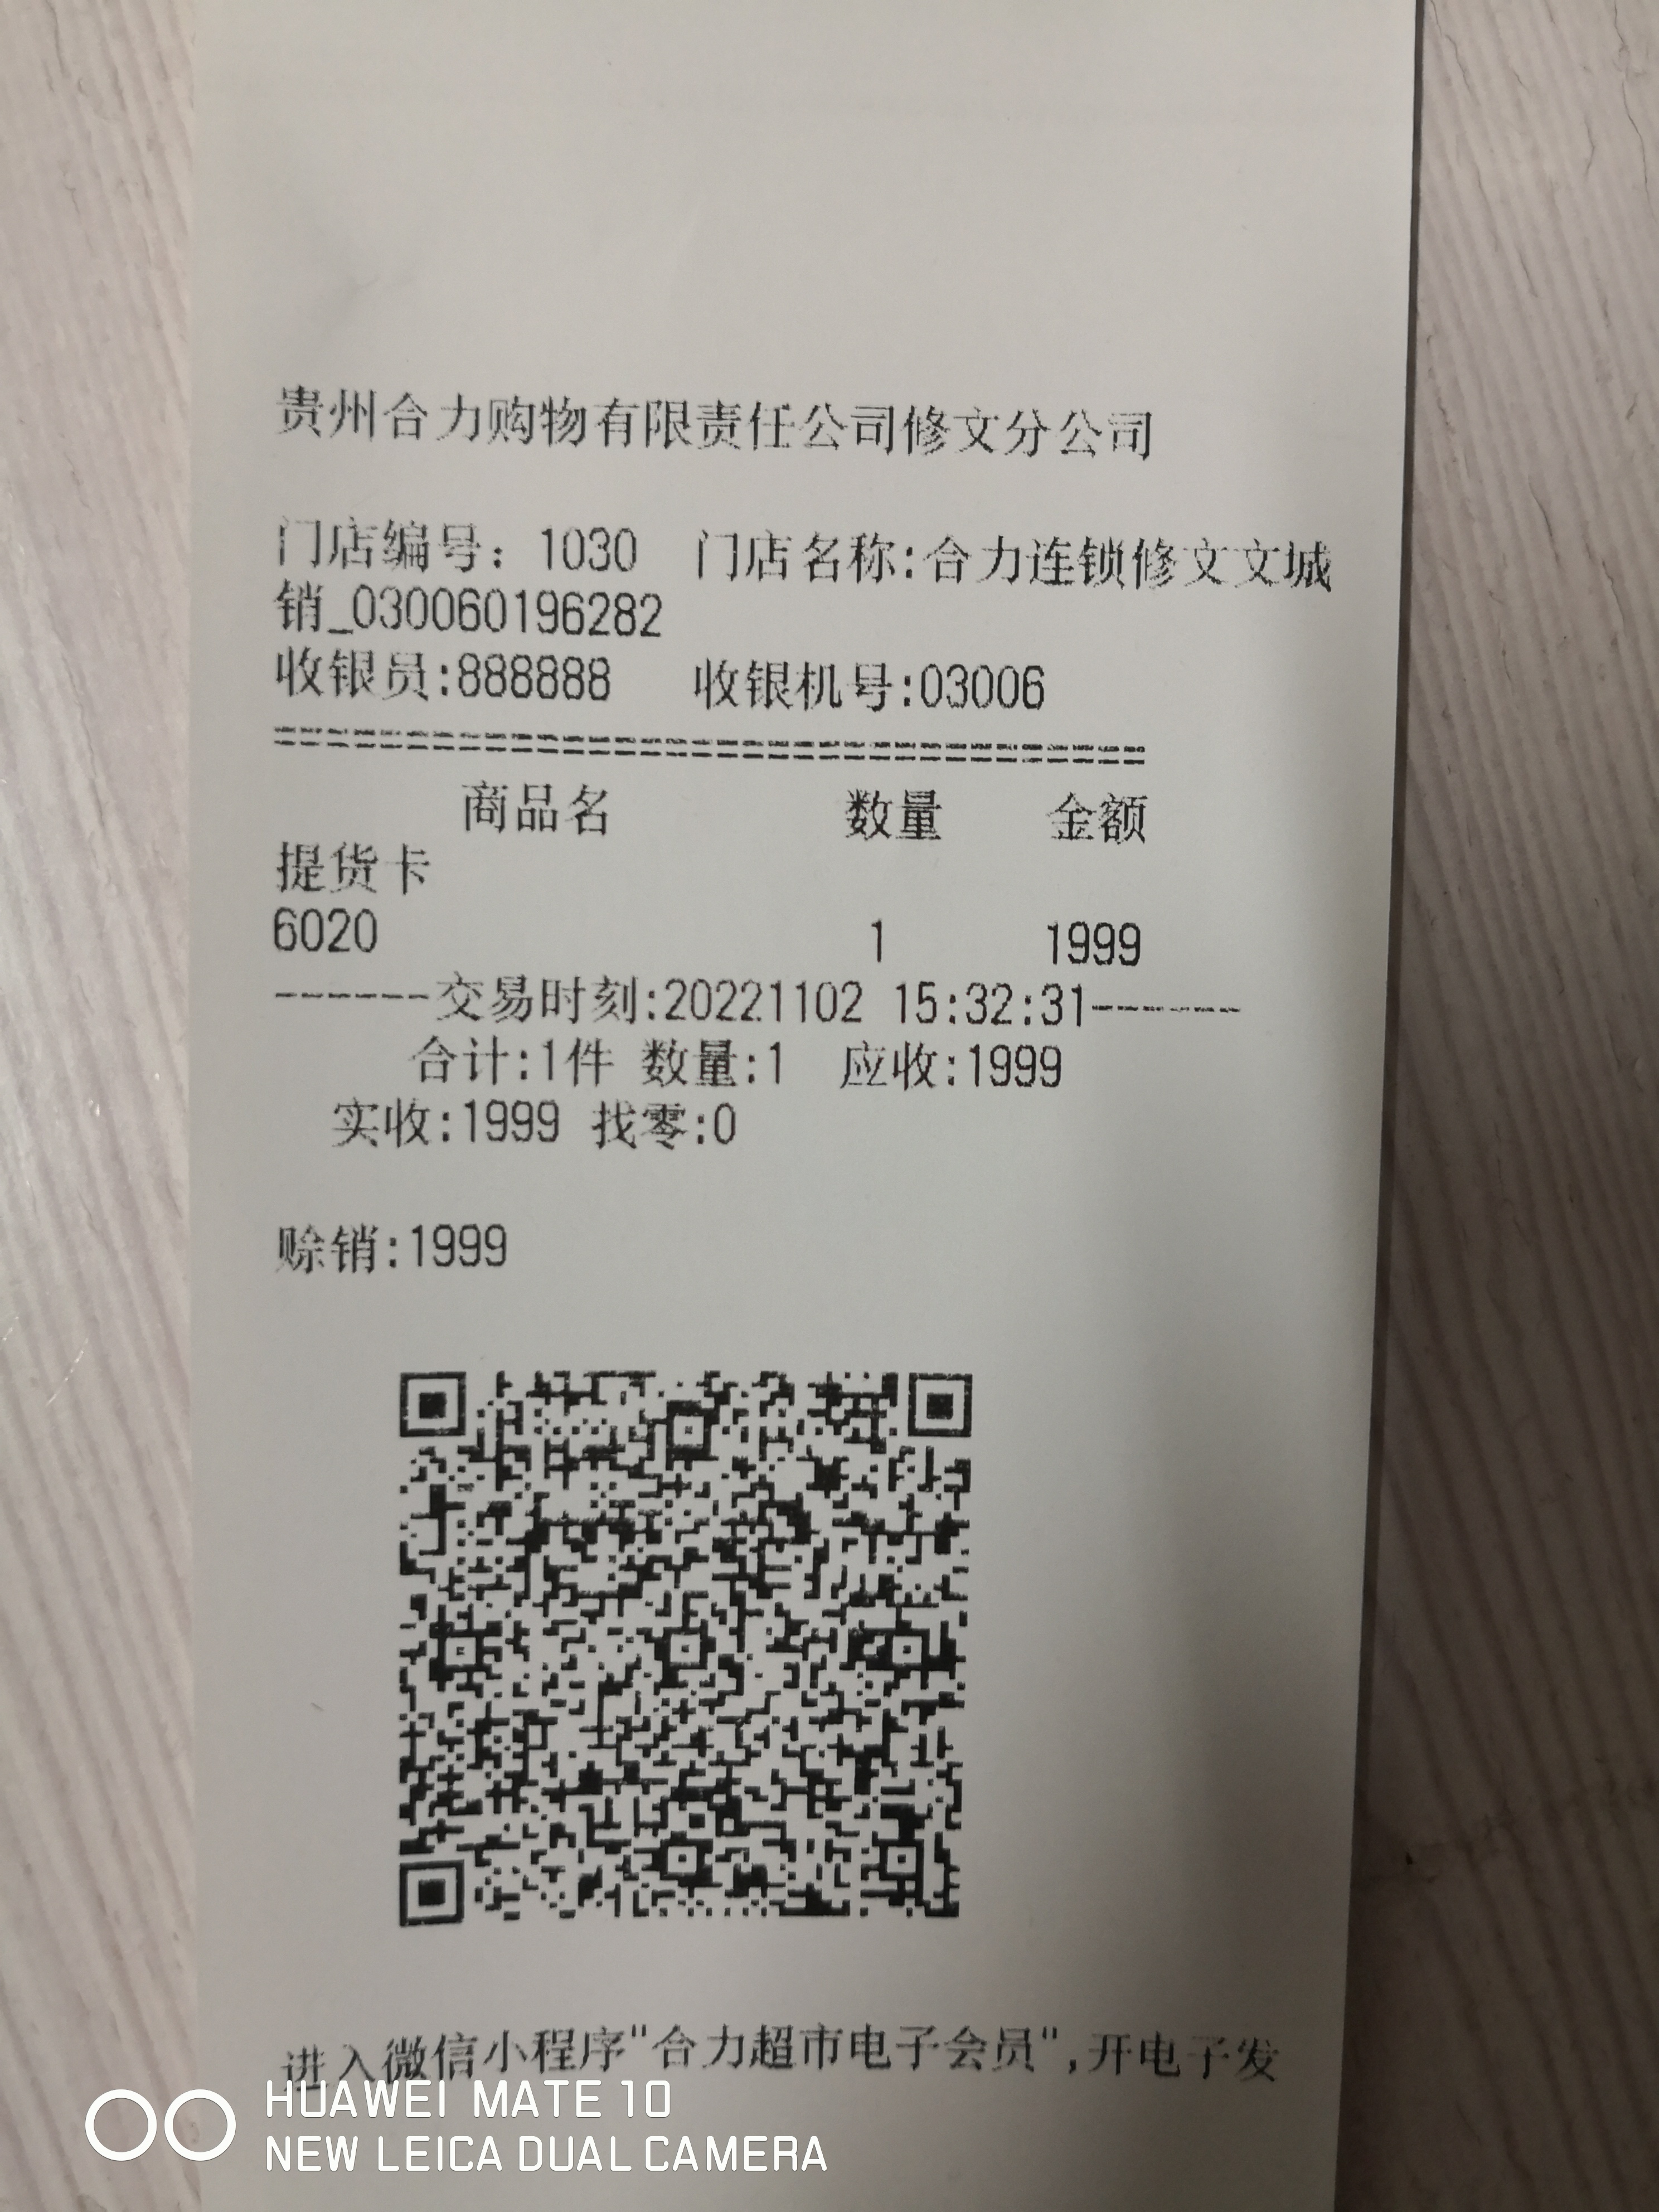 贵州合力购物有限责任公司修文分公司
门店编号: 1030 门店名称:合力连锁修文文城
销_030060196282
收银员:888888 收银机号:03006
==================================
商品名 数量 金额
提货卡
6020 1 1999
------交易时刻:20221102 15:32:31------
合计:1件 数量:1 应收:1999
实收:1999 找零:0
赊销:1999
进入微信小程序"合力超市电子会员",开电子发
HUAWEI MATE 10
NEW LEICA DUAL CAMERA